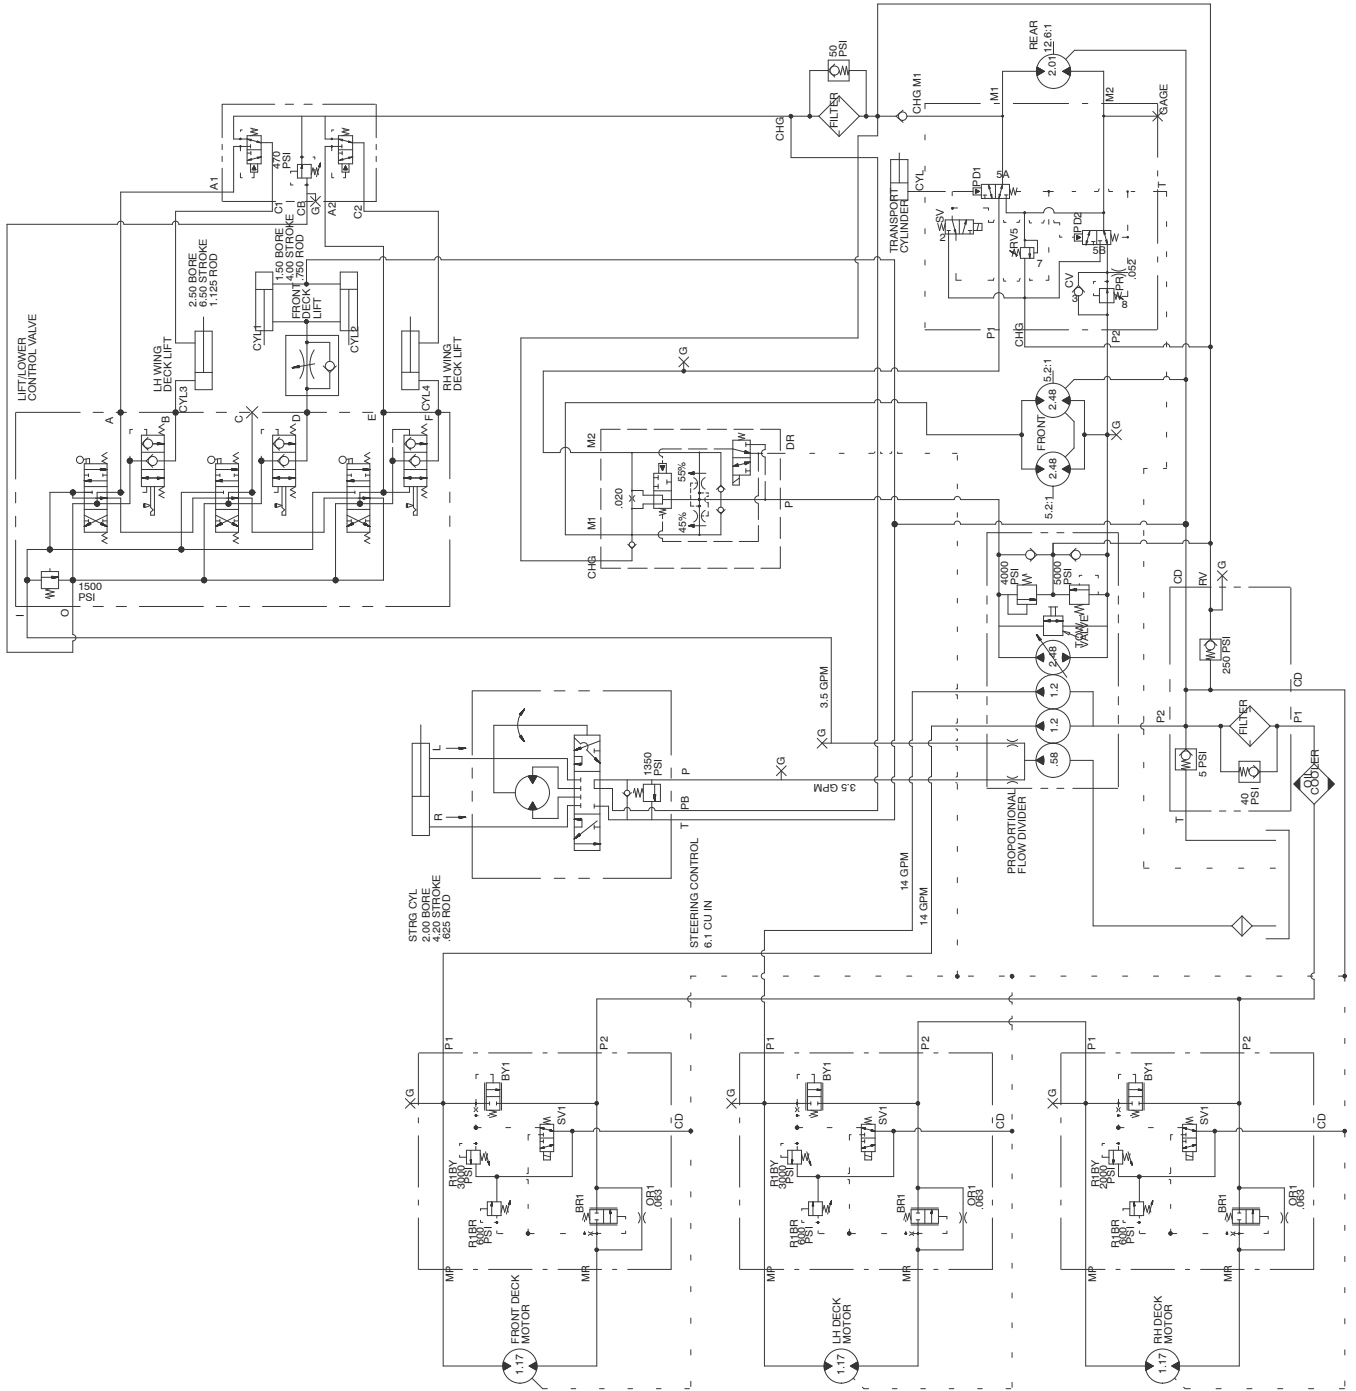 LIFT/LOWER
CONTROL VALVE
1500
PSI
I
O
A
B
C
D
E
F
LH WING
DECK LIFT
CYL3
2.50 BORE
6.50 STROKE
1.125 ROD
CYL1
CYL2
1.50 BORE
4.00 STROKE
.750 ROD
FRONT
DECK
LIFT
RH WING
DECK LIFT
CYL4
A1
C1
CB
G
A2
C2
470
PSI
CHG
FILTER
50
PSI
CHG M1
M1
M2
REAR
2.01
12.6:1
GAGE
TRANSPORT
CYLINDER
CYL
PD1
5A
SV
2
RV5
7
PD2
5B
CV
3
PR
8
.052
T
P1
CHG
P2
G
M2
M1
CHG
.020
55%
45%
DR
P
FRONT
2.48
5.2:1
2.48
5.2:1
G
4000
PSI
5000
PSI
TOW
VALVE
2.48
1.2
1.2
.58
PROPORTIONAL
FLOW DIVIDER
CD
RV
G
250 PSI
CD
P2
P1
FILTER
5 PSI
40
PSI
T
OIL
COOLER
3.5 GPM
G
G
3.5 GPM
14 GPM
14 GPM
STRG CYL
2.00 BORE
4.20 STROKE
.625 ROD
L
R
1350
PSI
P
PB
T
STEERING CONTROL
6.1 CU IN
G
P1
P2
BY1
SV1
CD
R1BY
3000
PSI
R1BR
600
PSI
BR1
OR1
.063
MP
MR
FRONT DECK
MOTOR
1.17
G
P1
P2
BY1
SV1
CD
R1BY
3000
PSI
R1BR
600
PSI
BR1
OR1
.063
MP
MR
LH DECK
MOTOR
1.17
G
P1
P2
BY1
SV1
CD
R1BY
2000
PSI
R1BR
600
PSI
BR1
OR1
.063
MP
MR
RH DECK
MOTOR
1.17